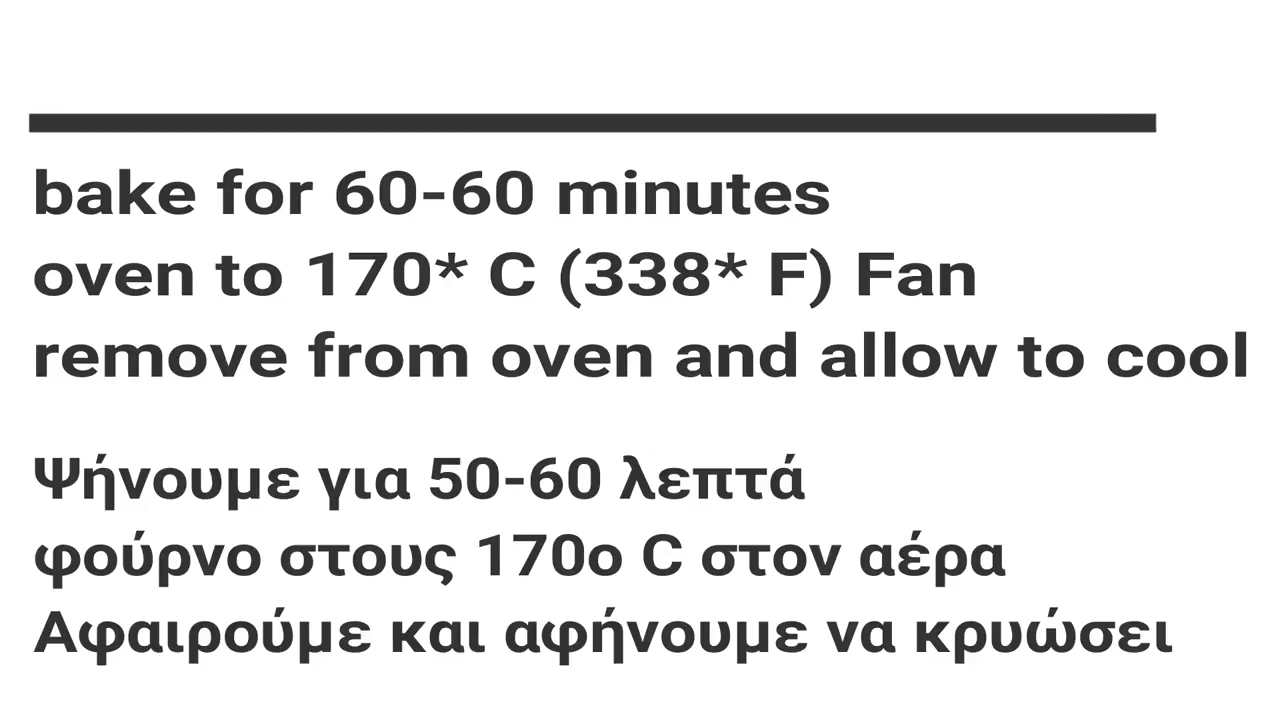 bake for 60-60 minutes
oven to 170* C (338* F) Fan
remove from oven and allow to cool
Ψήνουμε για 50-60 λεπτά
φούρνο στους 170ο C στον αέρα
Αφαιρούμε και αφήνουμε να κρυώσει